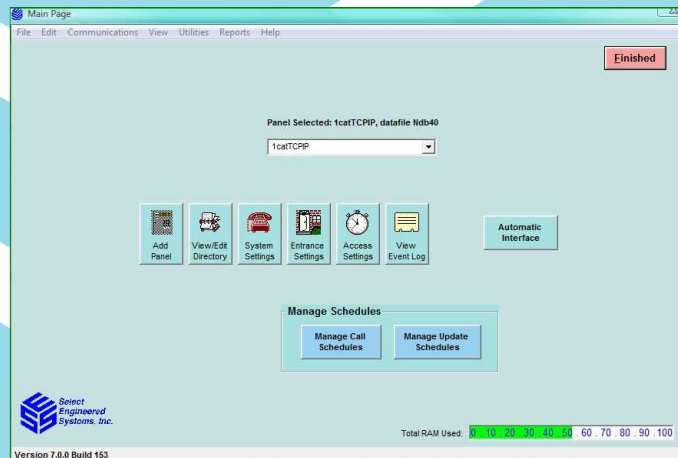 Main Page
File Edit Communications View Utilities Reports Help
Finished
Panel Selected: 1catTCPIP, datafile Ndb40
1catTCPIP
Add Panel
View/Edit Directory
System Settings
Entrance Settings
Access Settings
View Event Log
Automatic Interface
Manage Schedules
Manage Call Schedules
Manage Update Schedules
Select
Engineered
Systems, Inc.
Total RAM Used: 0 . 10 . 20 . 30 . 40 . 50 . 60 . 70 . 80 . 90 . 100
Version 7.0.0 Build 153